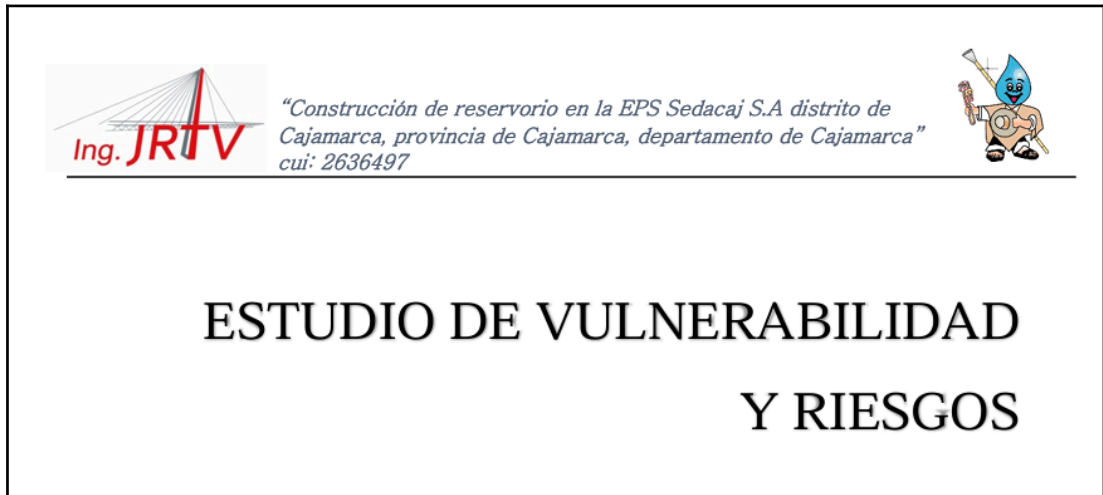 Ing. JRTV
“Construcción de reservorio en la EPS Sedacaj S.A distrito de
Cajamarca, provincia de Cajamarca, departamento de Cajamarca”
cui: 2636497
ESTUDIO DE VULNERABILIDAD
Y RIESGOS